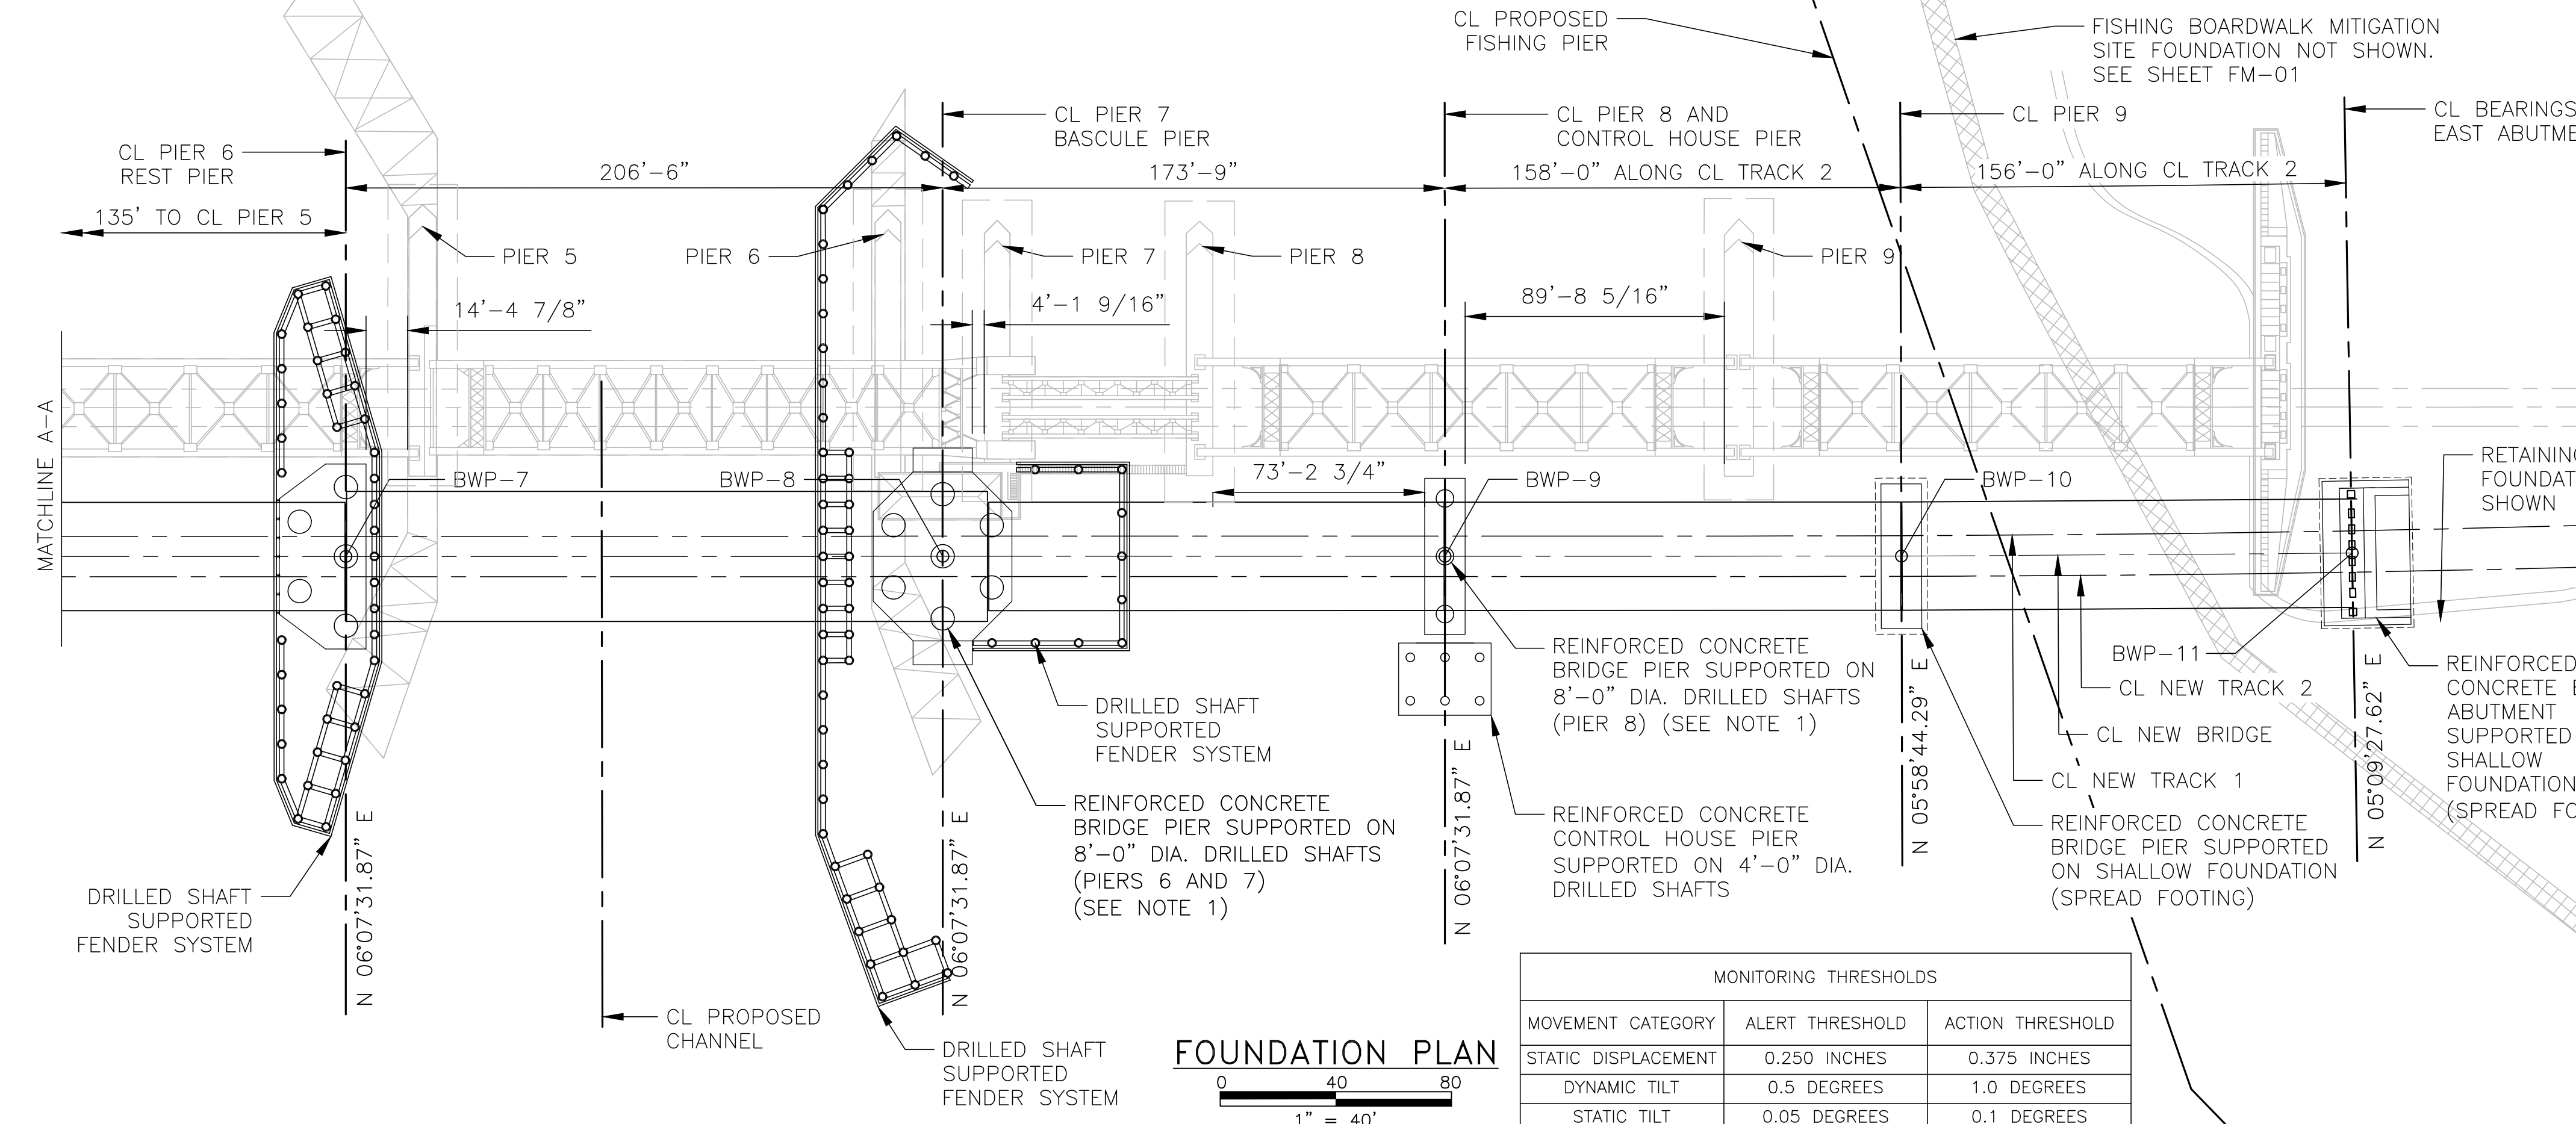 CL PROPOSED
FISHING PIER
FISHING BOARDWALK MITIGATION
SITE FOUNDATION NOT SHOWN.
SEE SHEET FM-01
CL PIER 6
REST PIER
CL PIER 7
BASCULE PIER
CL PIER 8 AND
CONTROL HOUSE PIER
CL PIER 9
CL BEARINGS
EAST ABUTME
206'-6"
173'-9"
158'-0" ALONG CL TRACK 2
156'-0" ALONG CL TRACK 2
135' TO CL PIER 5
PIER 5
PIER 6
PIER 7
PIER 8
PIER 9
14'-4 7/8"
4'-1 9/16"
89'-8 5/16"
73'-2 3/4"
MATCHLINE A-A
BWP-7
BWP-8
BWP-9
BWP-10
BWP-11
RETAINING
FOUNDAT
SHOWN
DRILLED SHAFT
SUPPORTED
FENDER SYSTEM
REINFORCED CONCRETE
BRIDGE PIER SUPPORTED ON
8'-0" DIA. DRILLED SHAFTS
(PIERS 6 AND 7)
(SEE NOTE 1)
REINFORCED CONCRETE
BRIDGE PIER SUPPORTED ON
8'-0" DIA. DRILLED SHAFTS
(PIER 8) (SEE NOTE 1)
REINFORCED CONCRETE
CONTROL HOUSE PIER
SUPPORTED ON 4'-0" DIA.
DRILLED SHAFTS
CL NEW TRACK 2
CL NEW BRIDGE
CL NEW TRACK 1
REINFORCED CONCRETE
BRIDGE PIER SUPPORTED
ON SHALLOW FOUNDATION
(SPREAD FOOTING)
REINFORCED
CONCRETE E
ABUTMENT
SUPPORTED
SHALLOW
FOUNDATION
(SPREAD FO
N 06°07'31.87" E
N 06°07'31.87" E
N 06°07'31.87" E
N 05°58'44.29" E
N 05°09'27.62" E
DRILLED SHAFT
SUPPORTED
FENDER SYSTEM
CL PROPOSED
CHANNEL
DRILLED SHAFT
SUPPORTED
FENDER SYSTEM
FOUNDATION PLAN
0 40 80
1" = 40'
MONITORING THRESHOLDS
MOVEMENT CATEGORY ALERT THRESHOLD ACTION THRESHOLD
STATIC DISPLACEMENT 0.250 INCHES 0.375 INCHES
DYNAMIC TILT 0.5 DEGREES 1.0 DEGREES
STATIC TILT 0.05 DEGREES 0.1 DEGREES